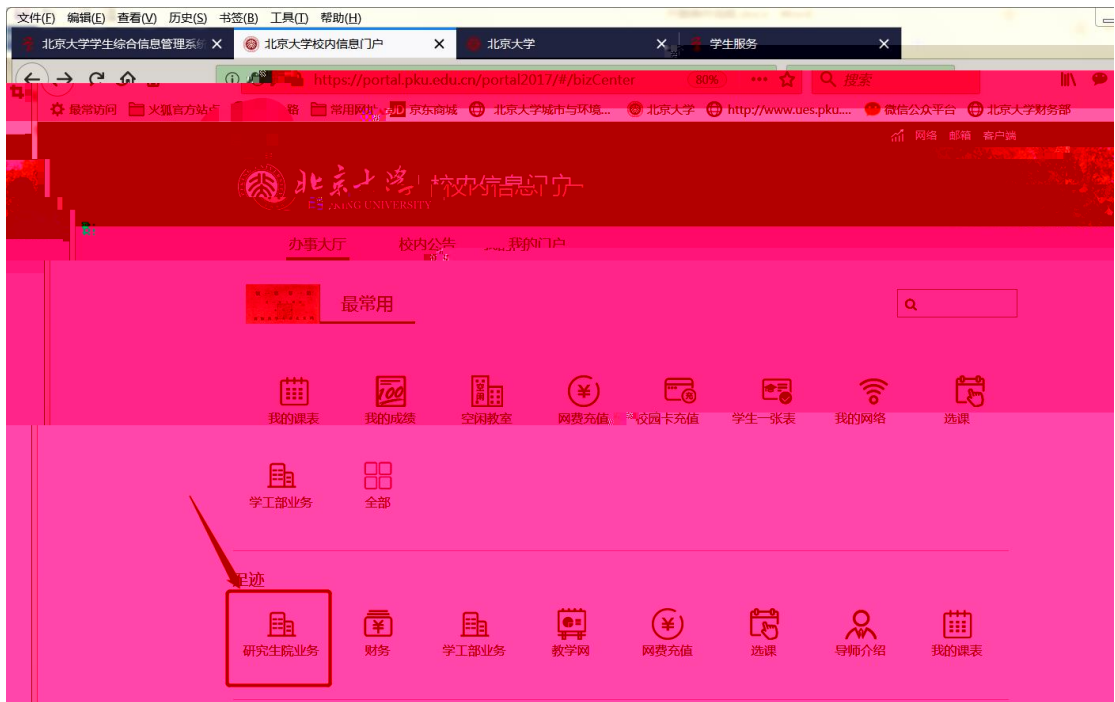 文件(F) 编辑(E) 查看(V) 历史(S) 书签(B) 工具(T) 帮助(H)
北京大学学生综合信息管理系统 北京大学校内信息门户 北京大学 学生服务
https://portal.pku.edu.cn/portal2017/#/bizCenter 80% 搜索
最常访问 火狐官方站点 常用网址 JD 京东商城 北京大学城市与环境... 北京大学 http://www.ues.pku.... 微信公众平台 北京大学财务部
网络 邮箱 客户端
北京大学 校内信息门户
PEKING UNIVERSITY
办事大厅 校内公告 我的门户
最常用
我的课表 我的成绩 空闲教室 网费充值 校园卡充值 学生一张表 我的网络 选课
学工部业务 全部
足迹
研究生院业务 财务 学工部业务 教学网 网费充值 选课 导师介绍 我的课表